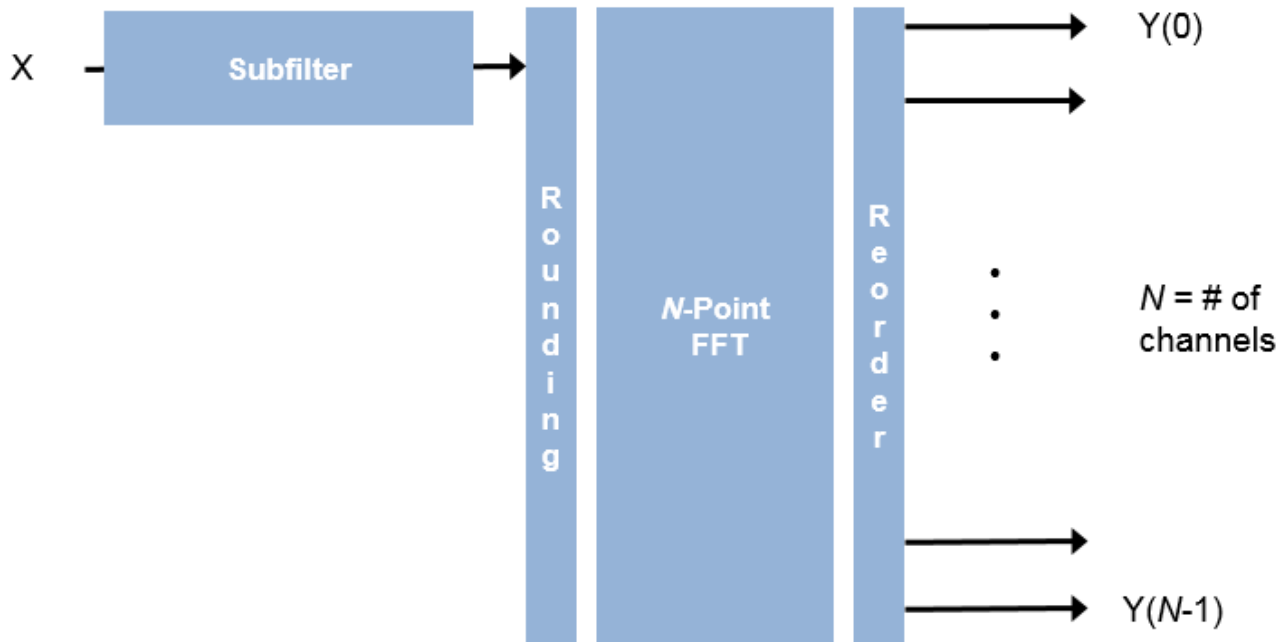 X
Subfilter
Rounding
N-Point
FFT
Reorder
Y(0)
N = # of
channels
Y(N-1)